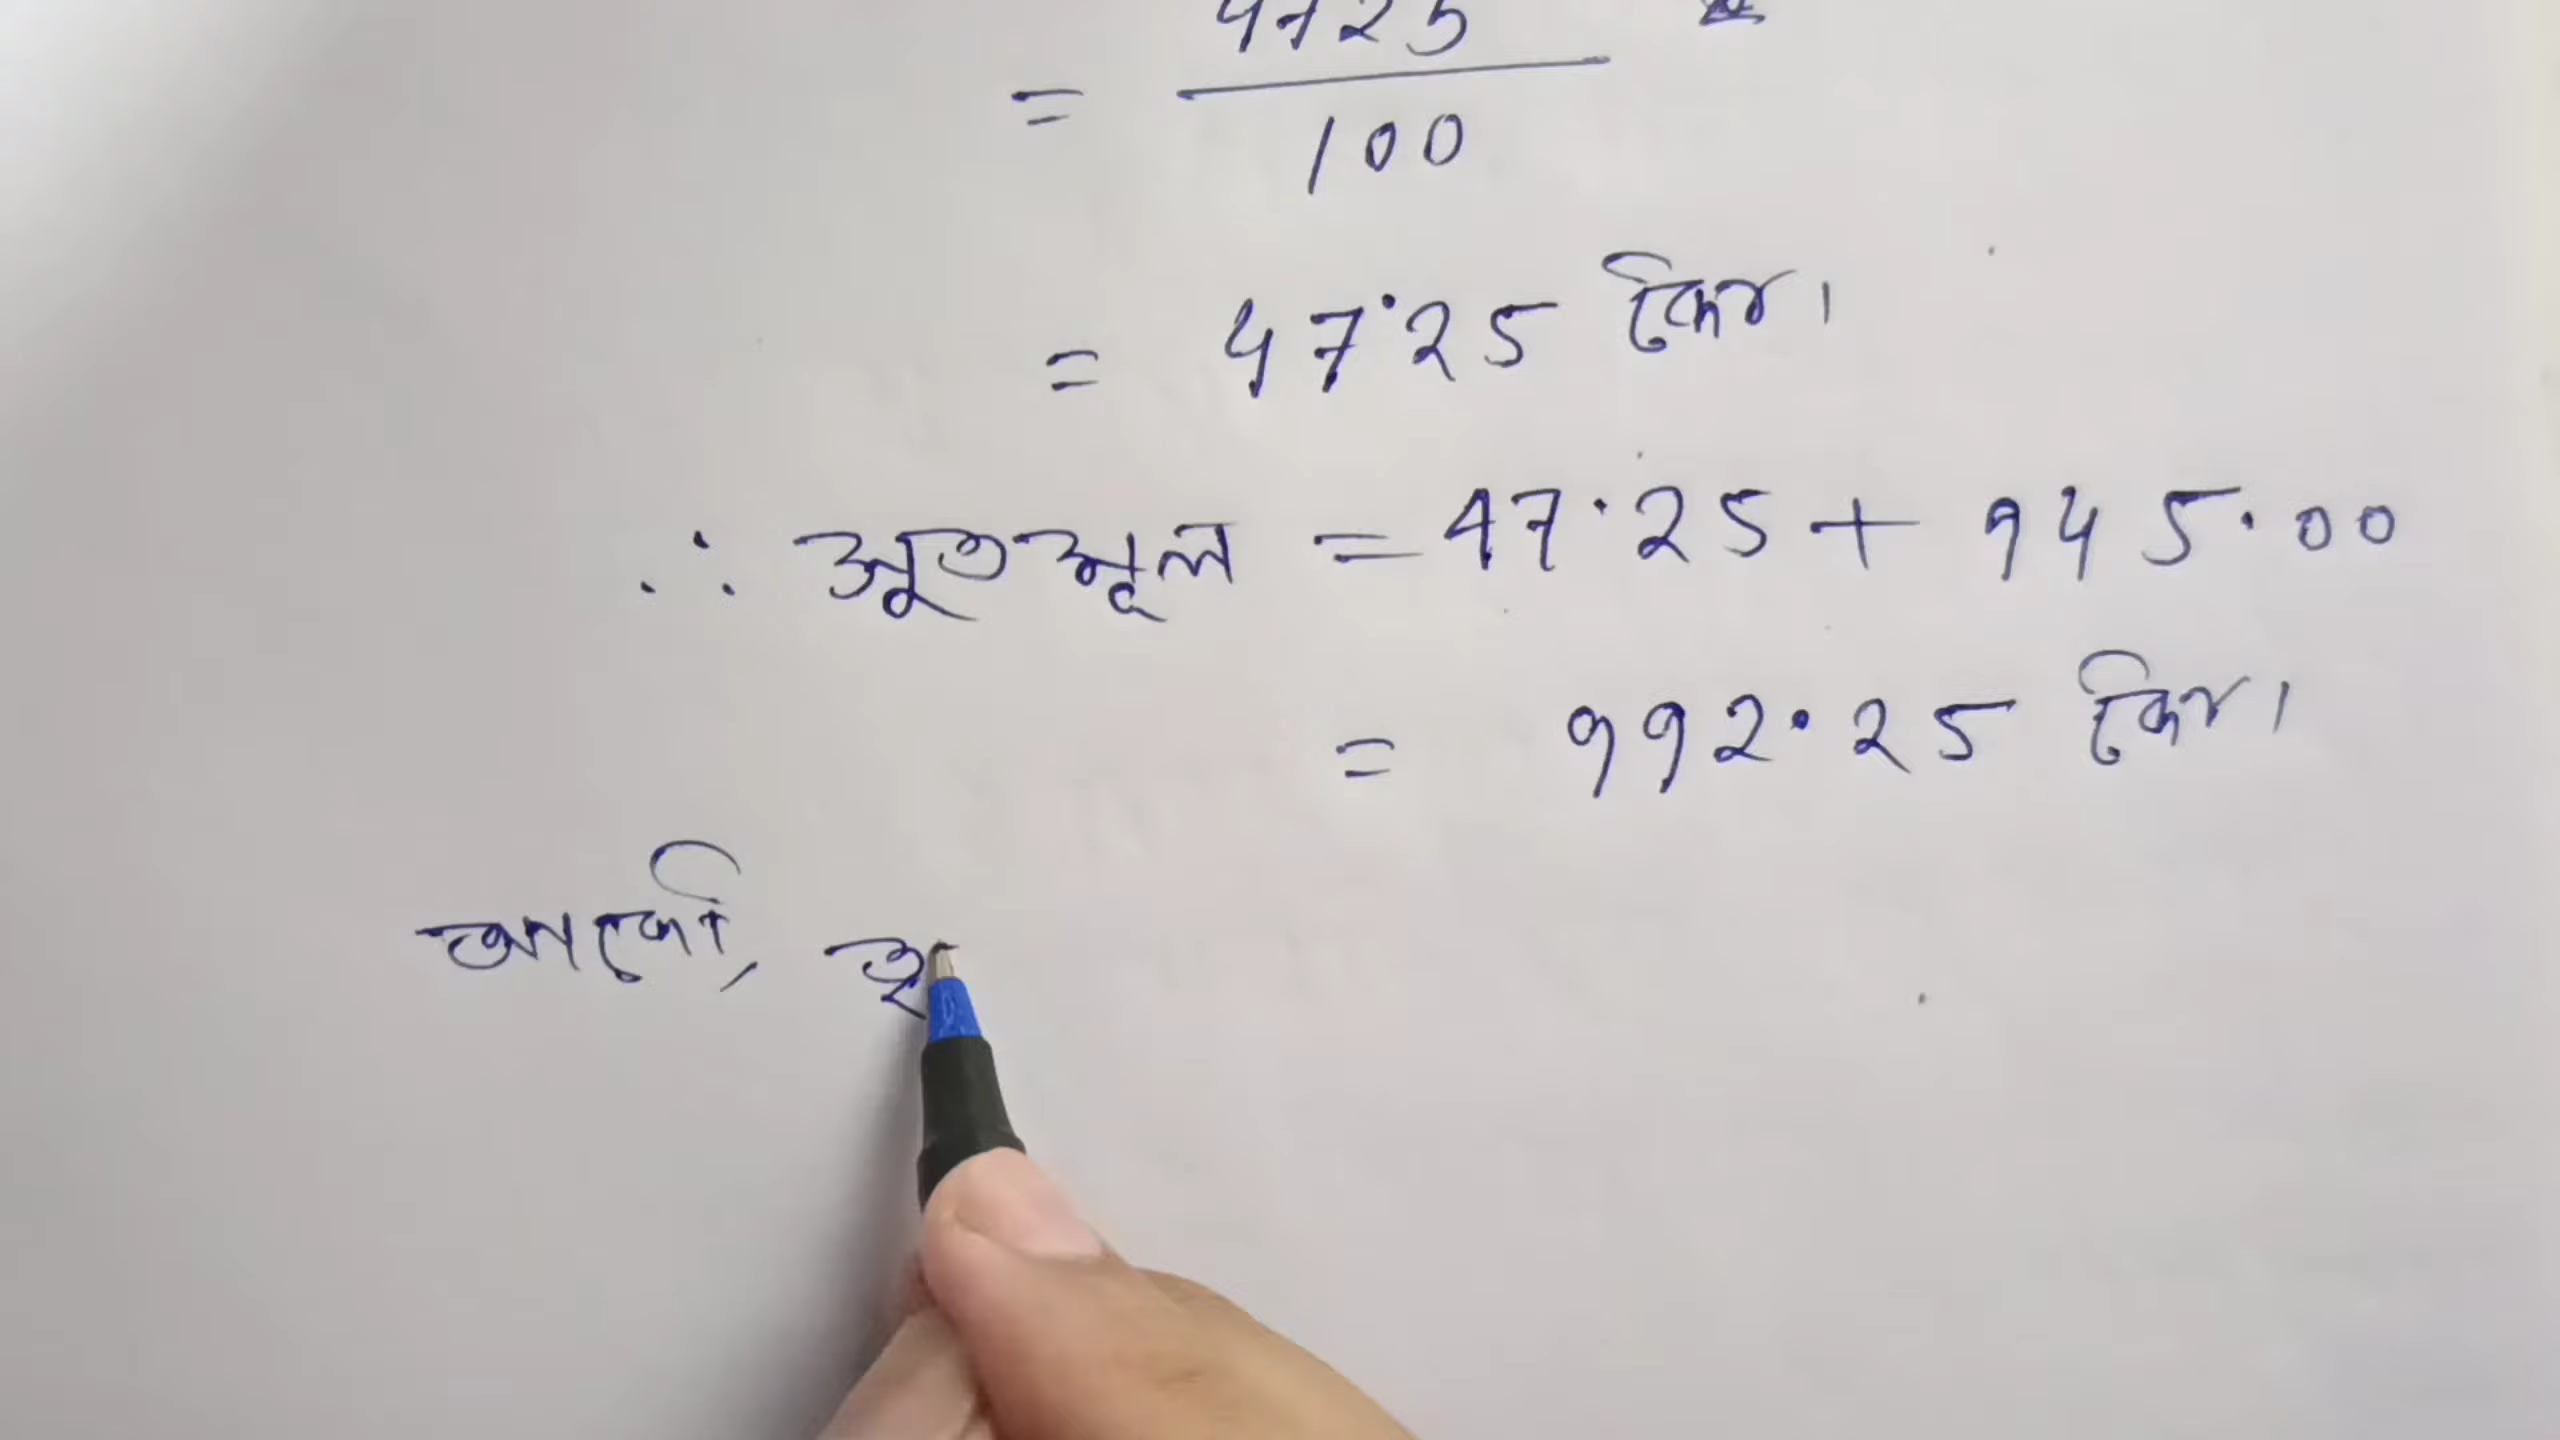 4725
= ———
100
= 47·25 টকা।
∴ সুতমূল = 47·25 + 945·00
= 992·25 টকা।
আকৌ, তৃ